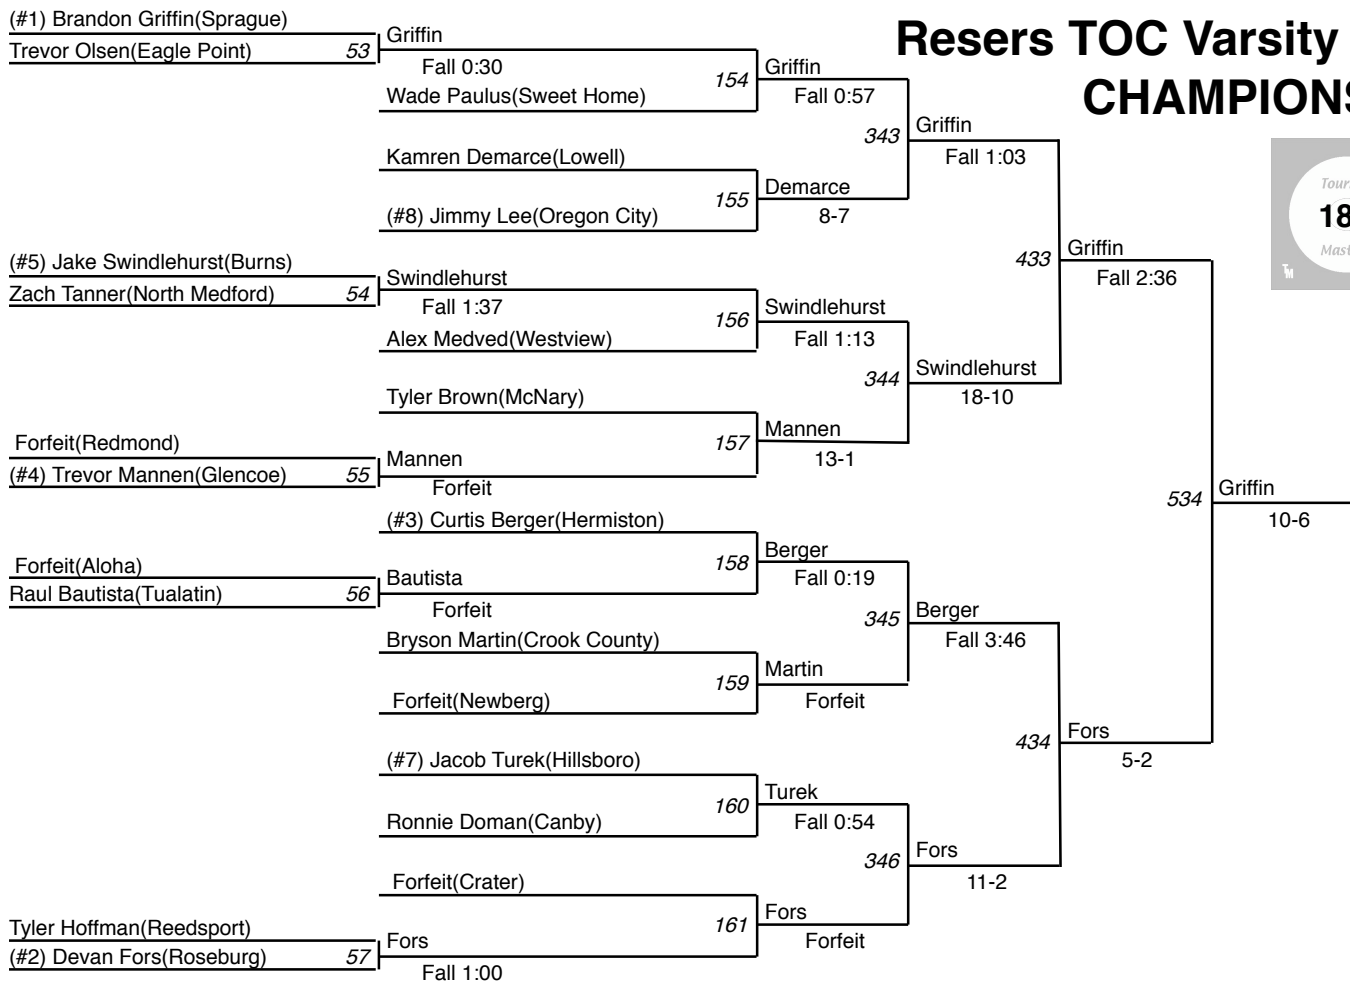 (#1) Brandon Griffin(Sprague)
Trevor Olsen(Eagle Point)
53
Griffin
Fall 0:30
Wade Paulus(Sweet Home)
154
Griffin
Fall 0:57
Resers TOC Varsity
CHAMPIONS
343
Griffin
Fall 1:03
Kamren Demarce(Lowell)
(#8) Jimmy Lee(Oregon City)
155
Demarce
8-7
Tour
18
Mast
TM
(#5) Jake Swindlehurst(Burns)
Zach Tanner(North Medford)
54
Swindlehurst
Fall 1:37
Alex Medved(Westview)
156
Swindlehurst
Fall 1:13
433
Griffin
Fall 2:36
344
Swindlehurst
18-10
Tyler Brown(McNary)
157
Mannen
13-1
Forfeit(Redmond)
(#4) Trevor Mannen(Glencoe)
55
Mannen
Forfeit
534
Griffin
10-6
(#3) Curtis Berger(Hermiston)
158
Berger
Fall 0:19
Forfeit(Aloha)
Raul Bautista(Tualatin)
56
Bautista
Forfeit
345
Berger
Fall 3:46
Bryson Martin(Crook County)
Forfeit(Newberg)
159
Martin
Forfeit
434
Fors
5-2
(#7) Jacob Turek(Hillsboro)
Ronnie Doman(Canby)
160
Turek
Fall 0:54
346
Fors
11-2
Forfeit(Crater)
161
Fors
Forfeit
Tyler Hoffman(Reedsport)
(#2) Devan Fors(Roseburg)
57
Fors
Fall 1:00